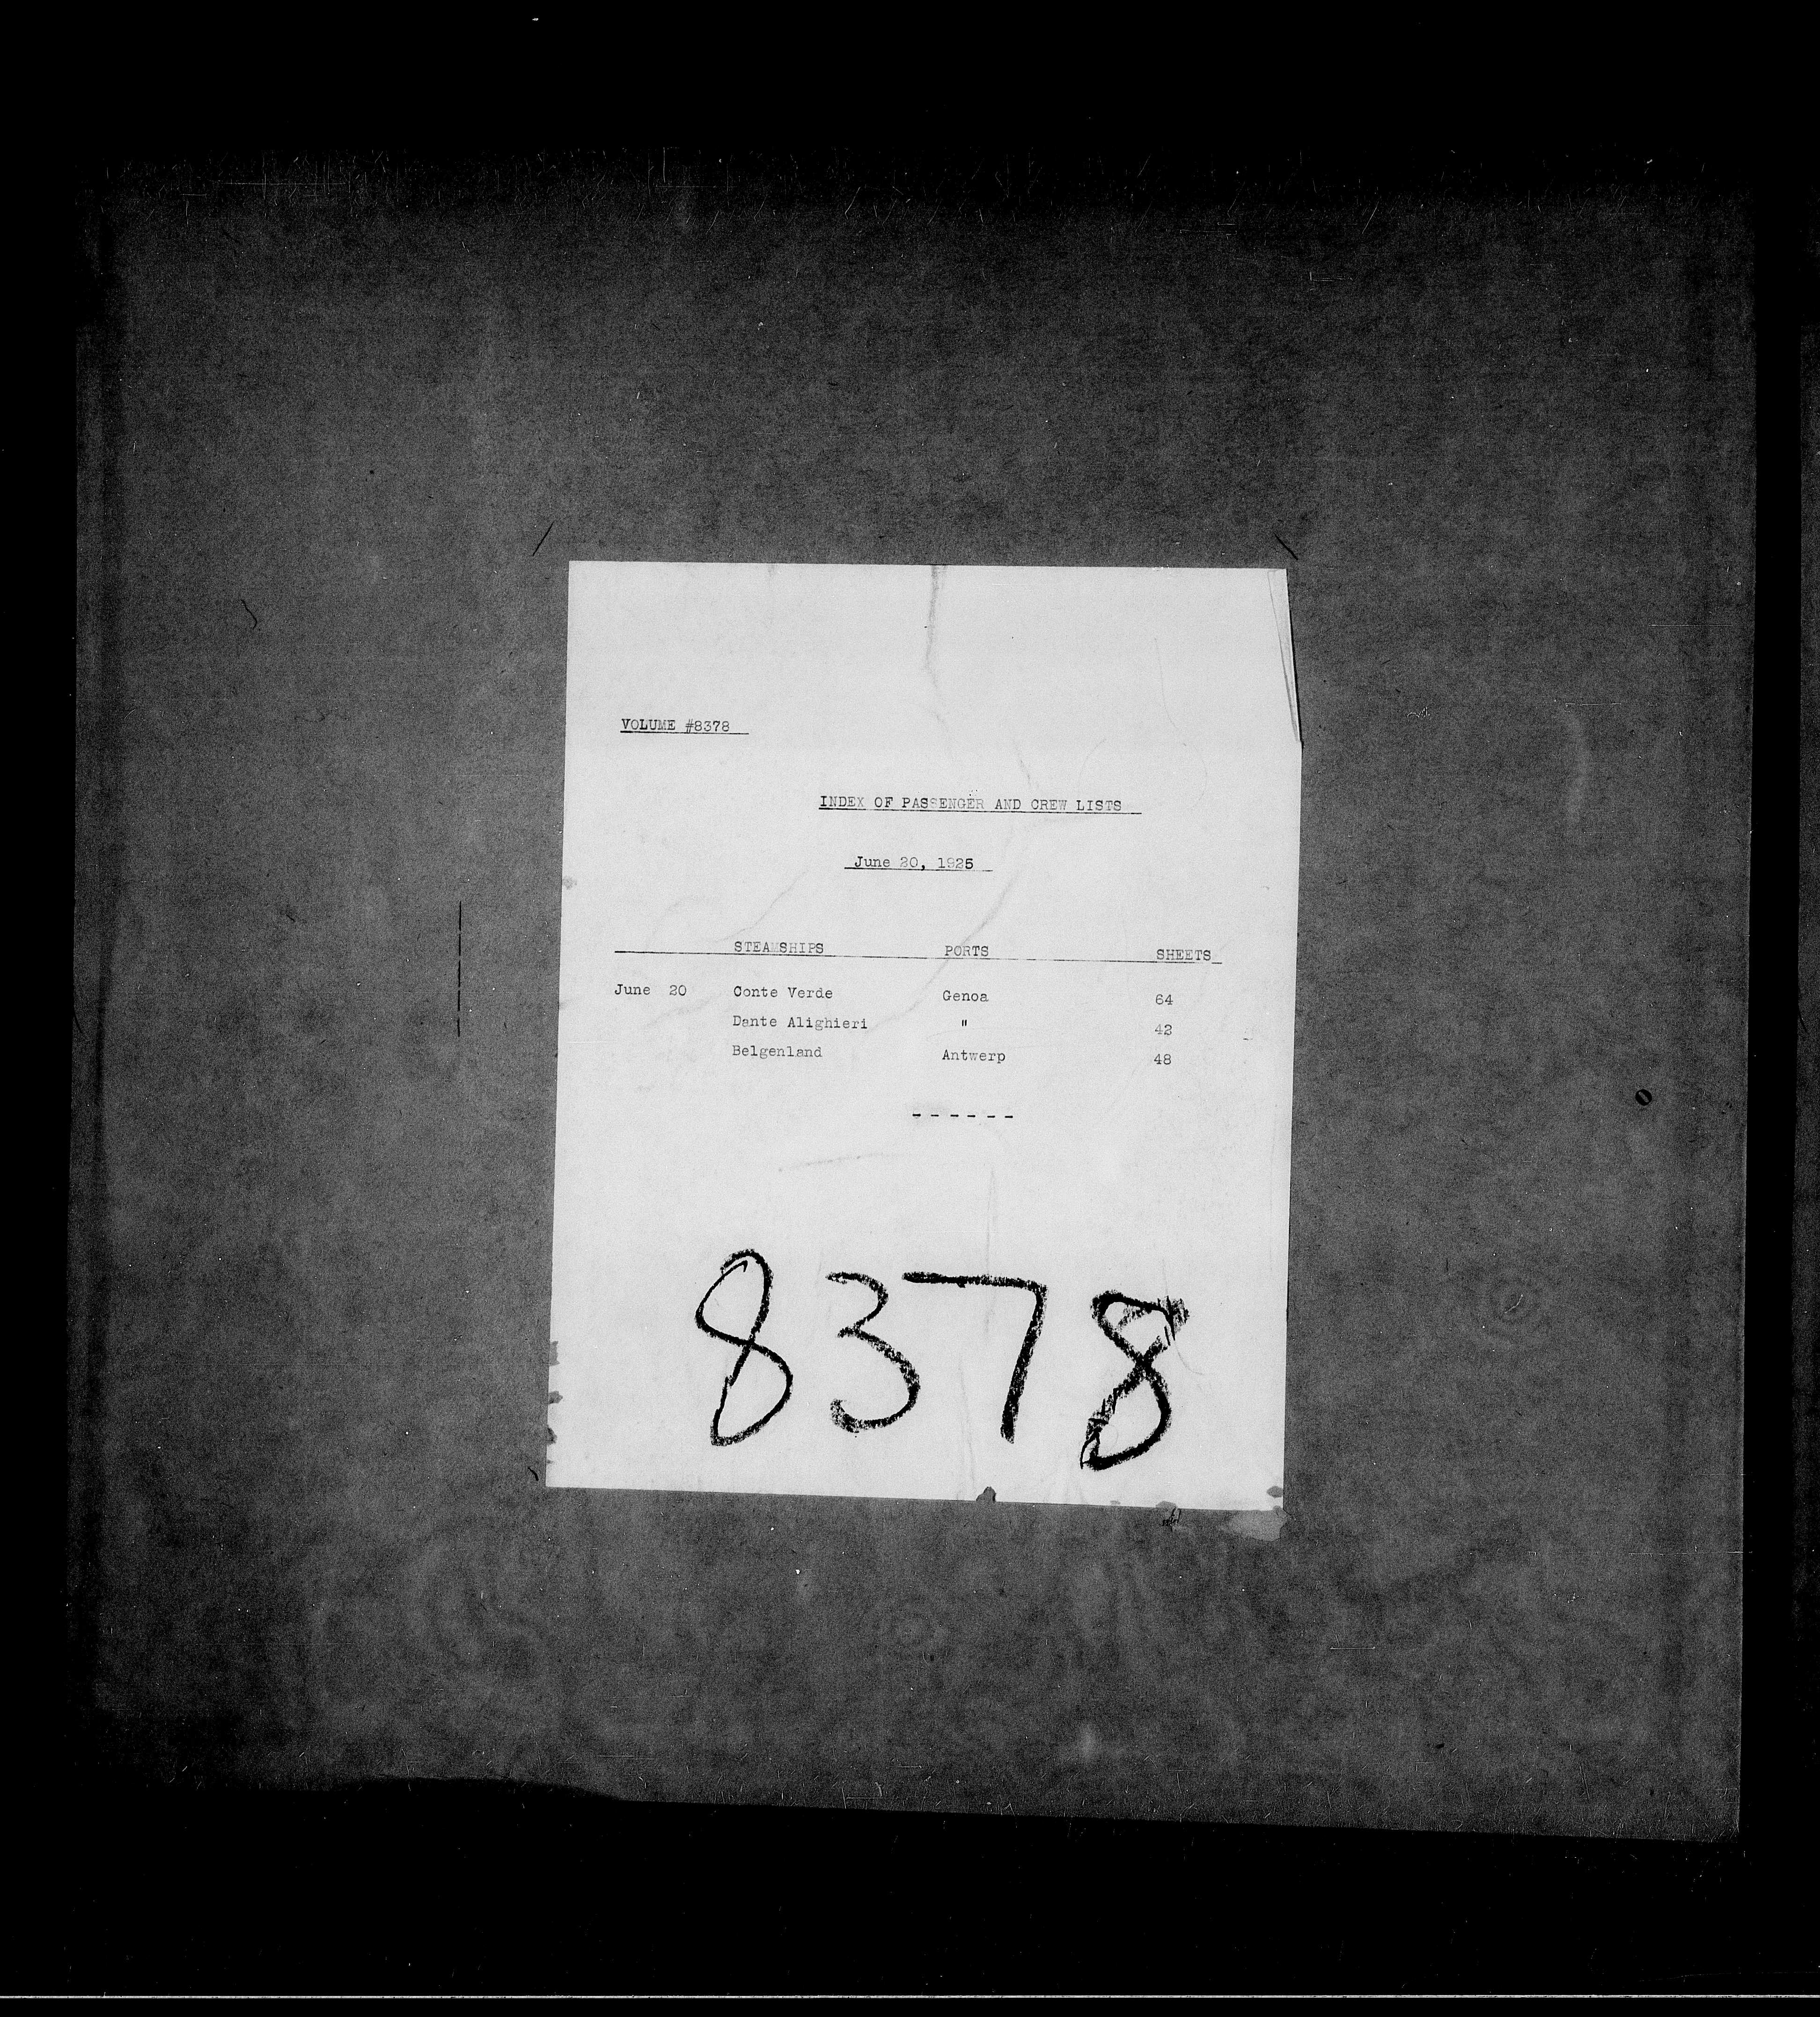 VOLUME #8378
INDEX OF PASSENGER AND CREW LISTS
June 20, 1925
STEAMSHIPS PORTS SHEETS
June 20 Conte Verde Genoa 64
Dante Alighieri " 42
Belgenland Antwerp 48
- - - - - -
8378